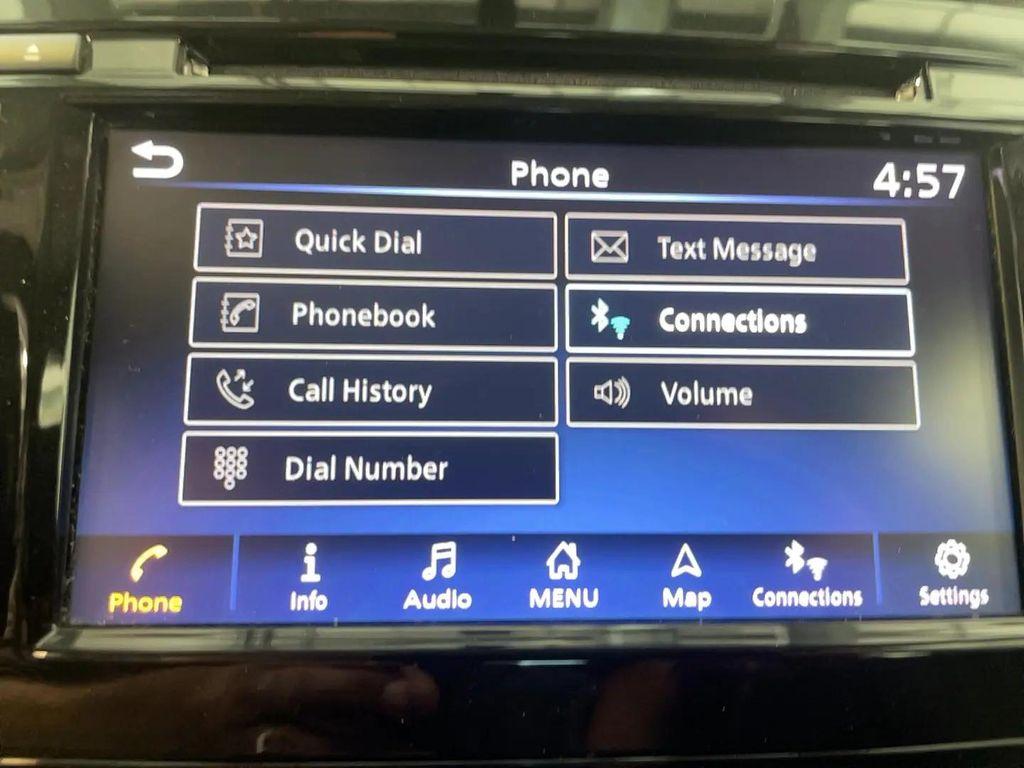 Phone
4:57
Quick Dial
Text Message
Phonebook
Connections
Call History
Volume
Dial Number
Phone
Info
Audio
MENU
Map
Connections
Settings